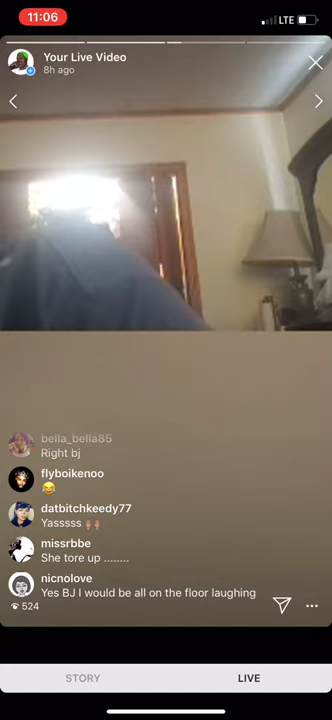 11:06
LTE
Your Live Video
8h ago
bella_bella85
Right bj
flyboikenoo
😂
datbitchkeedy77
Yasssss 🙌🏽
missrbbe
She tore up ........
nicnolove
Yes BJ I would be all on the floor laughing
524
STORY
LIVE